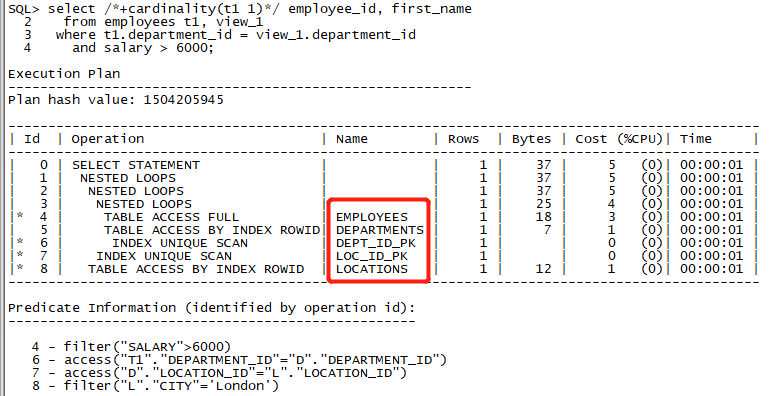 SQL> select /*+cardinality(t1 1)*/ employee_id, first_name
  2    from employees t1, view_1
  3   where t1.department_id = view_1.department_id
  4     and salary > 6000;
Execution Plan
----------------------------------------------------------
Plan hash value: 1504205945
----------------------------------------------------------------------------------------------
| Id  | Operation                       | Name        | Rows  | Bytes | Cost (%CPU)| Time     |
----------------------------------------------------------------------------------------------
|   0 | SELECT STATEMENT                |             |     1 |    37 |     5   (0)| 00:00:01 |
|   1 |  NESTED LOOPS                   |             |     1 |    37 |     5   (0)| 00:00:01 |
|   2 |   NESTED LOOPS                  |             |     1 |    37 |     5   (0)| 00:00:01 |
|   3 |    NESTED LOOPS                 |             |     1 |    25 |     4   (0)| 00:00:01 |
|*  4 |     TABLE ACCESS FULL           | EMPLOYEES   |     1 |    18 |     3   (0)| 00:00:01 |
|   5 |     TABLE ACCESS BY INDEX ROWID| DEPARTMENTS |     1 |     7 |     1   (0)| 00:00:01 |
|*  6 |      INDEX UNIQUE SCAN          | DEPT_ID_PK  |     1 |       |     0   (0)| 00:00:01 |
|*  7 |    INDEX UNIQUE SCAN            | LOC_ID_PK   |     1 |       |     0   (0)| 00:00:01 |
|*  8 |   TABLE ACCESS BY INDEX ROWID   | LOCATIONS   |     1 |    12 |     1   (0)| 00:00:01 |
----------------------------------------------------------------------------------------------
Predicate Information (identified by operation id):
---------------------------------------------------
   4 - filter("SALARY">6000)
   6 - access("T1"."DEPARTMENT_ID"="D"."DEPARTMENT_ID")
   7 - access("D"."LOCATION_ID"="L"."LOCATION_ID")
   8 - filter("L"."CITY"='London')